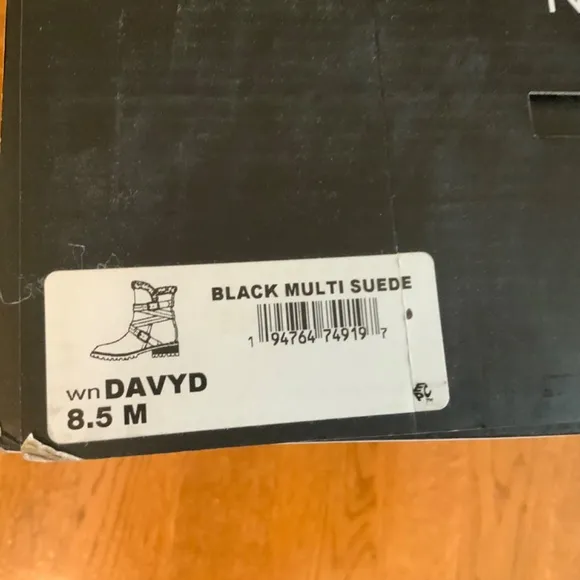 BLACK MULTI SUEDE
1 94764 74919 7
wn DAVYD
8.5 M